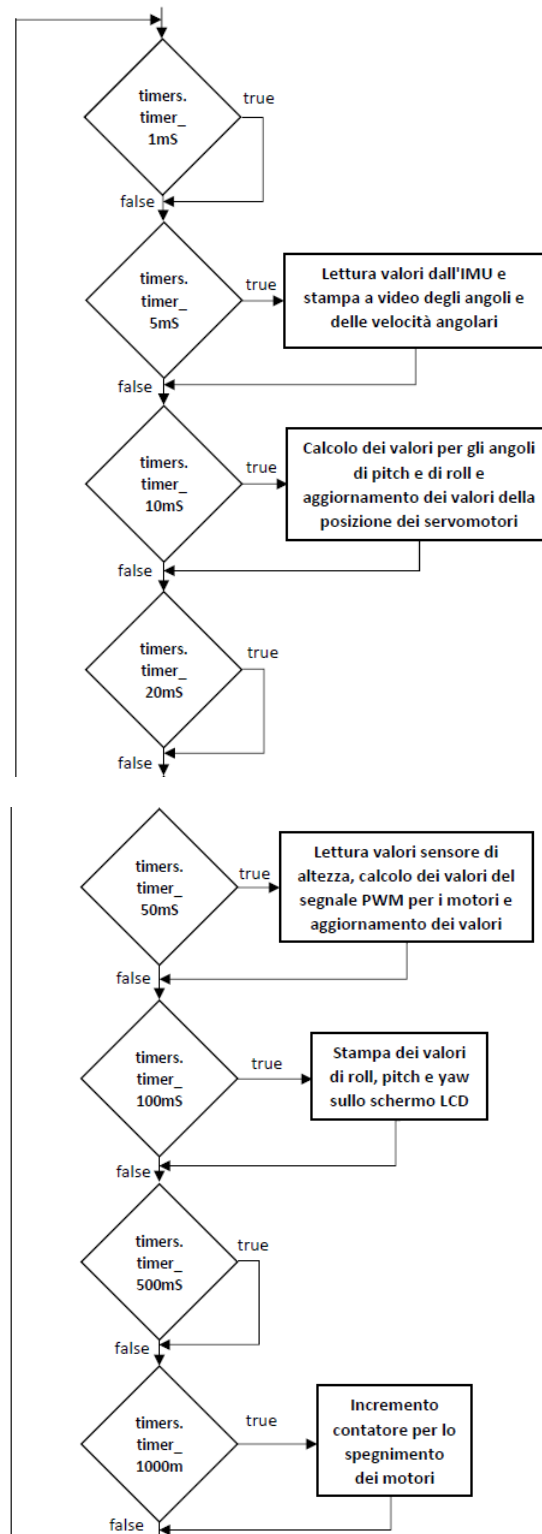 timers.
timer_
1mS
true
false
timers.
timer_
5mS
true
Lettura valori dall'IMU e
stampa a video degli angoli e
delle velocità angolari
false
timers.
timer_
10mS
true
Calcolo dei valori per gli angoli
di pitch e di roll e
aggiornamento dei valori della
posizione dei servomotori
false
timers.
timer_
20mS
true
false
timers.
timer_
50mS
true
Lettura valori sensore di
altezza, calcolo dei valori del
segnale PWM per i motori e
aggiornamento dei valori
false
timers.
timer_
100mS
true
Stampa dei valori
di roll, pitch e yaw
sullo schermo LCD
false
timers.
timer_
500mS
true
false
timers.
timer_
1000m
true
Incremento
contatore per lo
spegnimento
dei motori
false